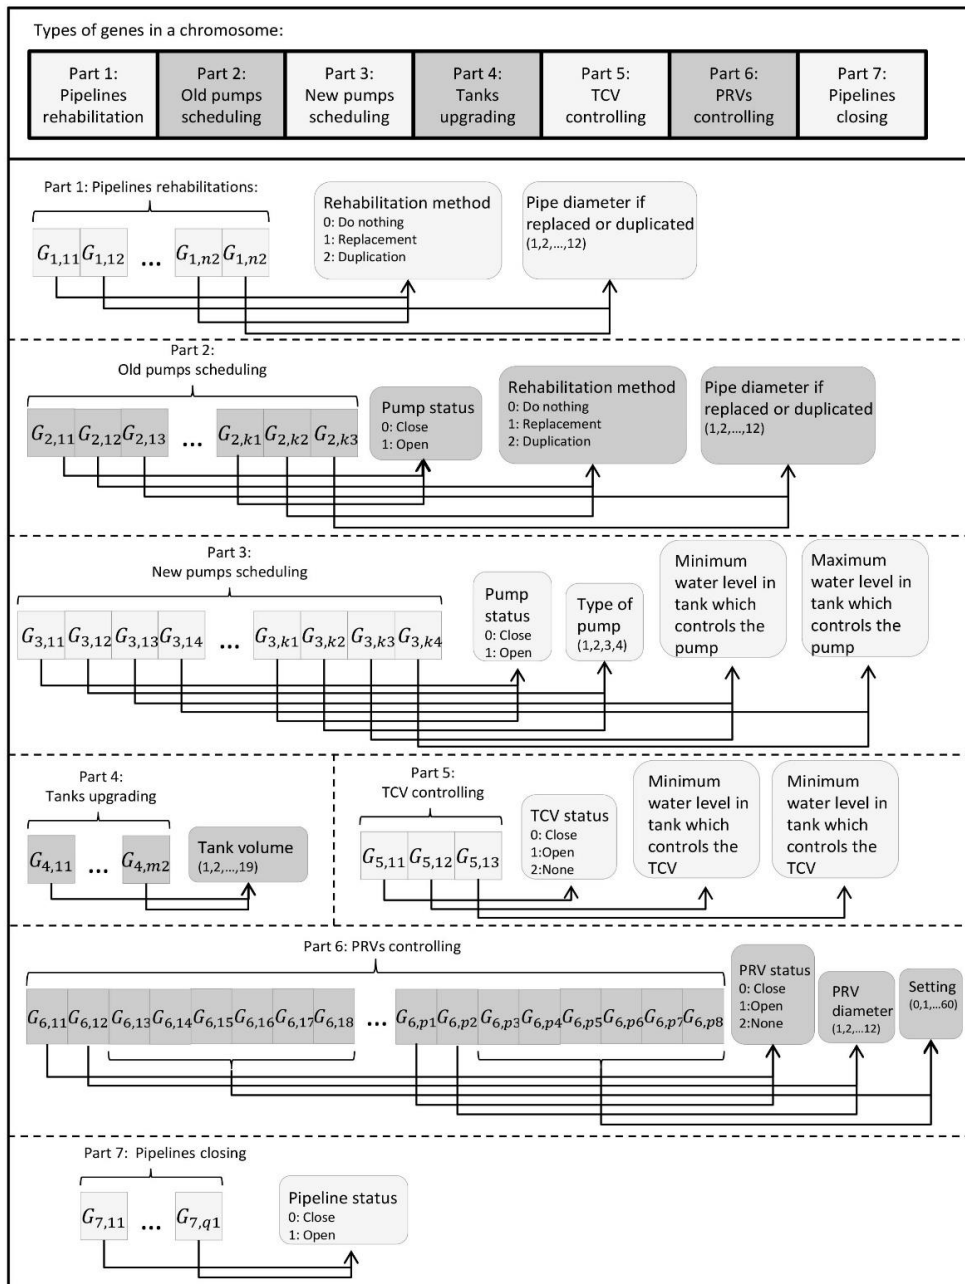 Types of genes in a chromosome:
Part 1: Pipelines rehabilitation
Part 2: Old pumps scheduling
Part 3: New pumps scheduling
Part 4: Tanks upgrading
Part 5: TCV controlling
Part 6: PRVs controlling
Part 7: Pipelines closing
Part 1: Pipelines rehabilitations:
G1,11 G1,12 ... G1,n2 G1,n2
Rehabilitation method
0: Do nothing
1: Replacement
2: Duplication
Pipe diameter if
replaced or duplicated
(1,2,...,12)
Part 2:
Old pumps scheduling
G2,11 G2,12 G2,13 ... G2,k1 G2,k2 G2,k3
Pump status
0: Close
1: Open
Rehabilitation method
0: Do nothing
1: Replacement
2: Duplication
Pipe diameter if
replaced or duplicated
(1,2,...,12)
Part 3:
New pumps scheduling
G3,11 G3,12 G3,13 G3,14 ... G3,k1 G3,k2 G3,k3 G3,k4
Pump
status
0: Close
1: Open
Type of
pump
(1,2,3,4)
Minimum
water level in
tank which
controls the
pump
Maximum
water level in
tank which
controls the
pump
Part 4:
Tanks upgrading
G4,11 ... G4,m2
Tank volume
(1,2,...,19)
Part 5:
TCV controlling
G5,11 G5,12 G5,13
TCV status
0: Close
1:Open
2:None
Minimum
water level in
tank which
controls the
TCV
Minimum
water level in
tank which
controls the
TCV
Part 6: PRVs controlling
G6,11 G6,12 G6,13 G6,14 G6,15 G6,16 G6,17 G6,18 ... G6,p1 G6,p2 G6,p3 G6,p4 G6,p5 G6,p6 G6,p7 G6,p8
PRV status
0: Close
1:Open
2:None
PRV
diameter
(1,2,...12)
Setting
(0,1,...60)
Part 7: Pipelines closing
G7,11 ... G7,q1
Pipeline status
0: Close
1: Open